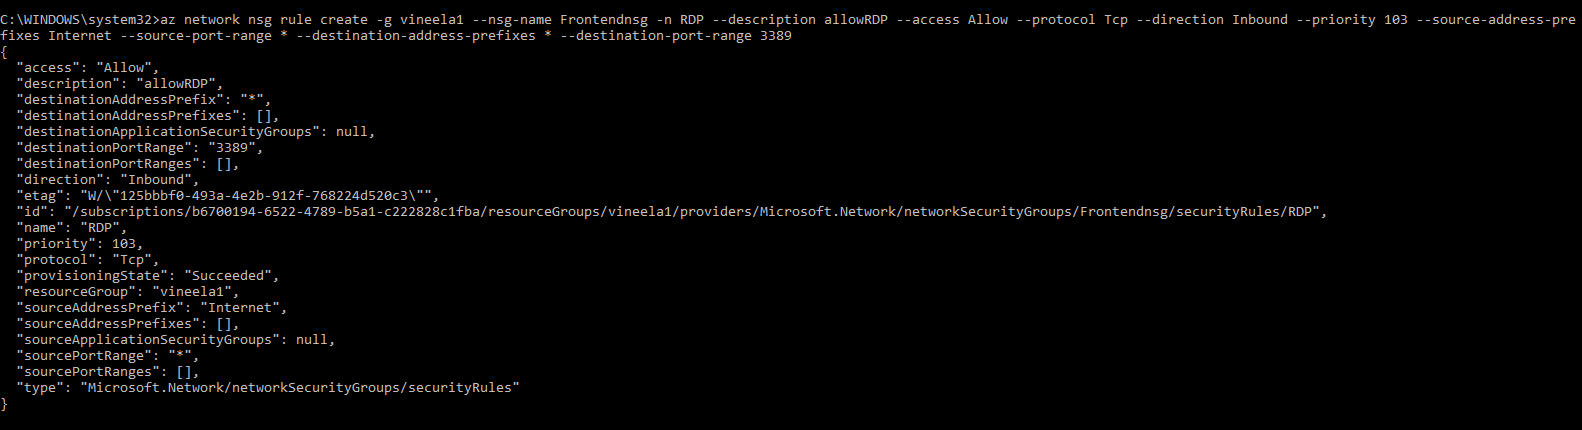 C:\WINDOWS\system32>az network nsg rule create -g vineela1 --nsg-name Frontendnsg -n RDP --description allowRDP --access Allow --protocol Tcp --direction Inbound --priority 103 --source-address-pre
fixes Internet --source-port-range * --destination-address-prefixes * --destination-port-range 3389
{
  "access": "Allow",
  "description": "allowRDP",
  "destinationAddressPrefix": "*",
  "destinationAddressPrefixes": [],
  "destinationApplicationSecurityGroups": null,
  "destinationPortRange": "3389",
  "destinationPortRanges": [],
  "direction": "Inbound",
  "etag": "W/\"125bbbf0-493a-4e2b-912f-768224d520c3\"",
  "id": "/subscriptions/b6700194-6522-4789-b5a1-c222828c1fba/resourceGroups/vineela1/providers/Microsoft.Network/networkSecurityGroups/Frontendnsg/securityRules/RDP",
  "name": "RDP",
  "priority": 103,
  "protocol": "Tcp",
  "provisioningState": "Succeeded",
  "resourceGroup": "vineela1",
  "sourceAddressPrefix": "Internet",
  "sourceAddressPrefixes": [],
  "sourceApplicationSecurityGroups": null,
  "sourcePortRange": "*",
  "sourcePortRanges": [],
  "type": "Microsoft.Network/networkSecurityGroups/securityRules"
}